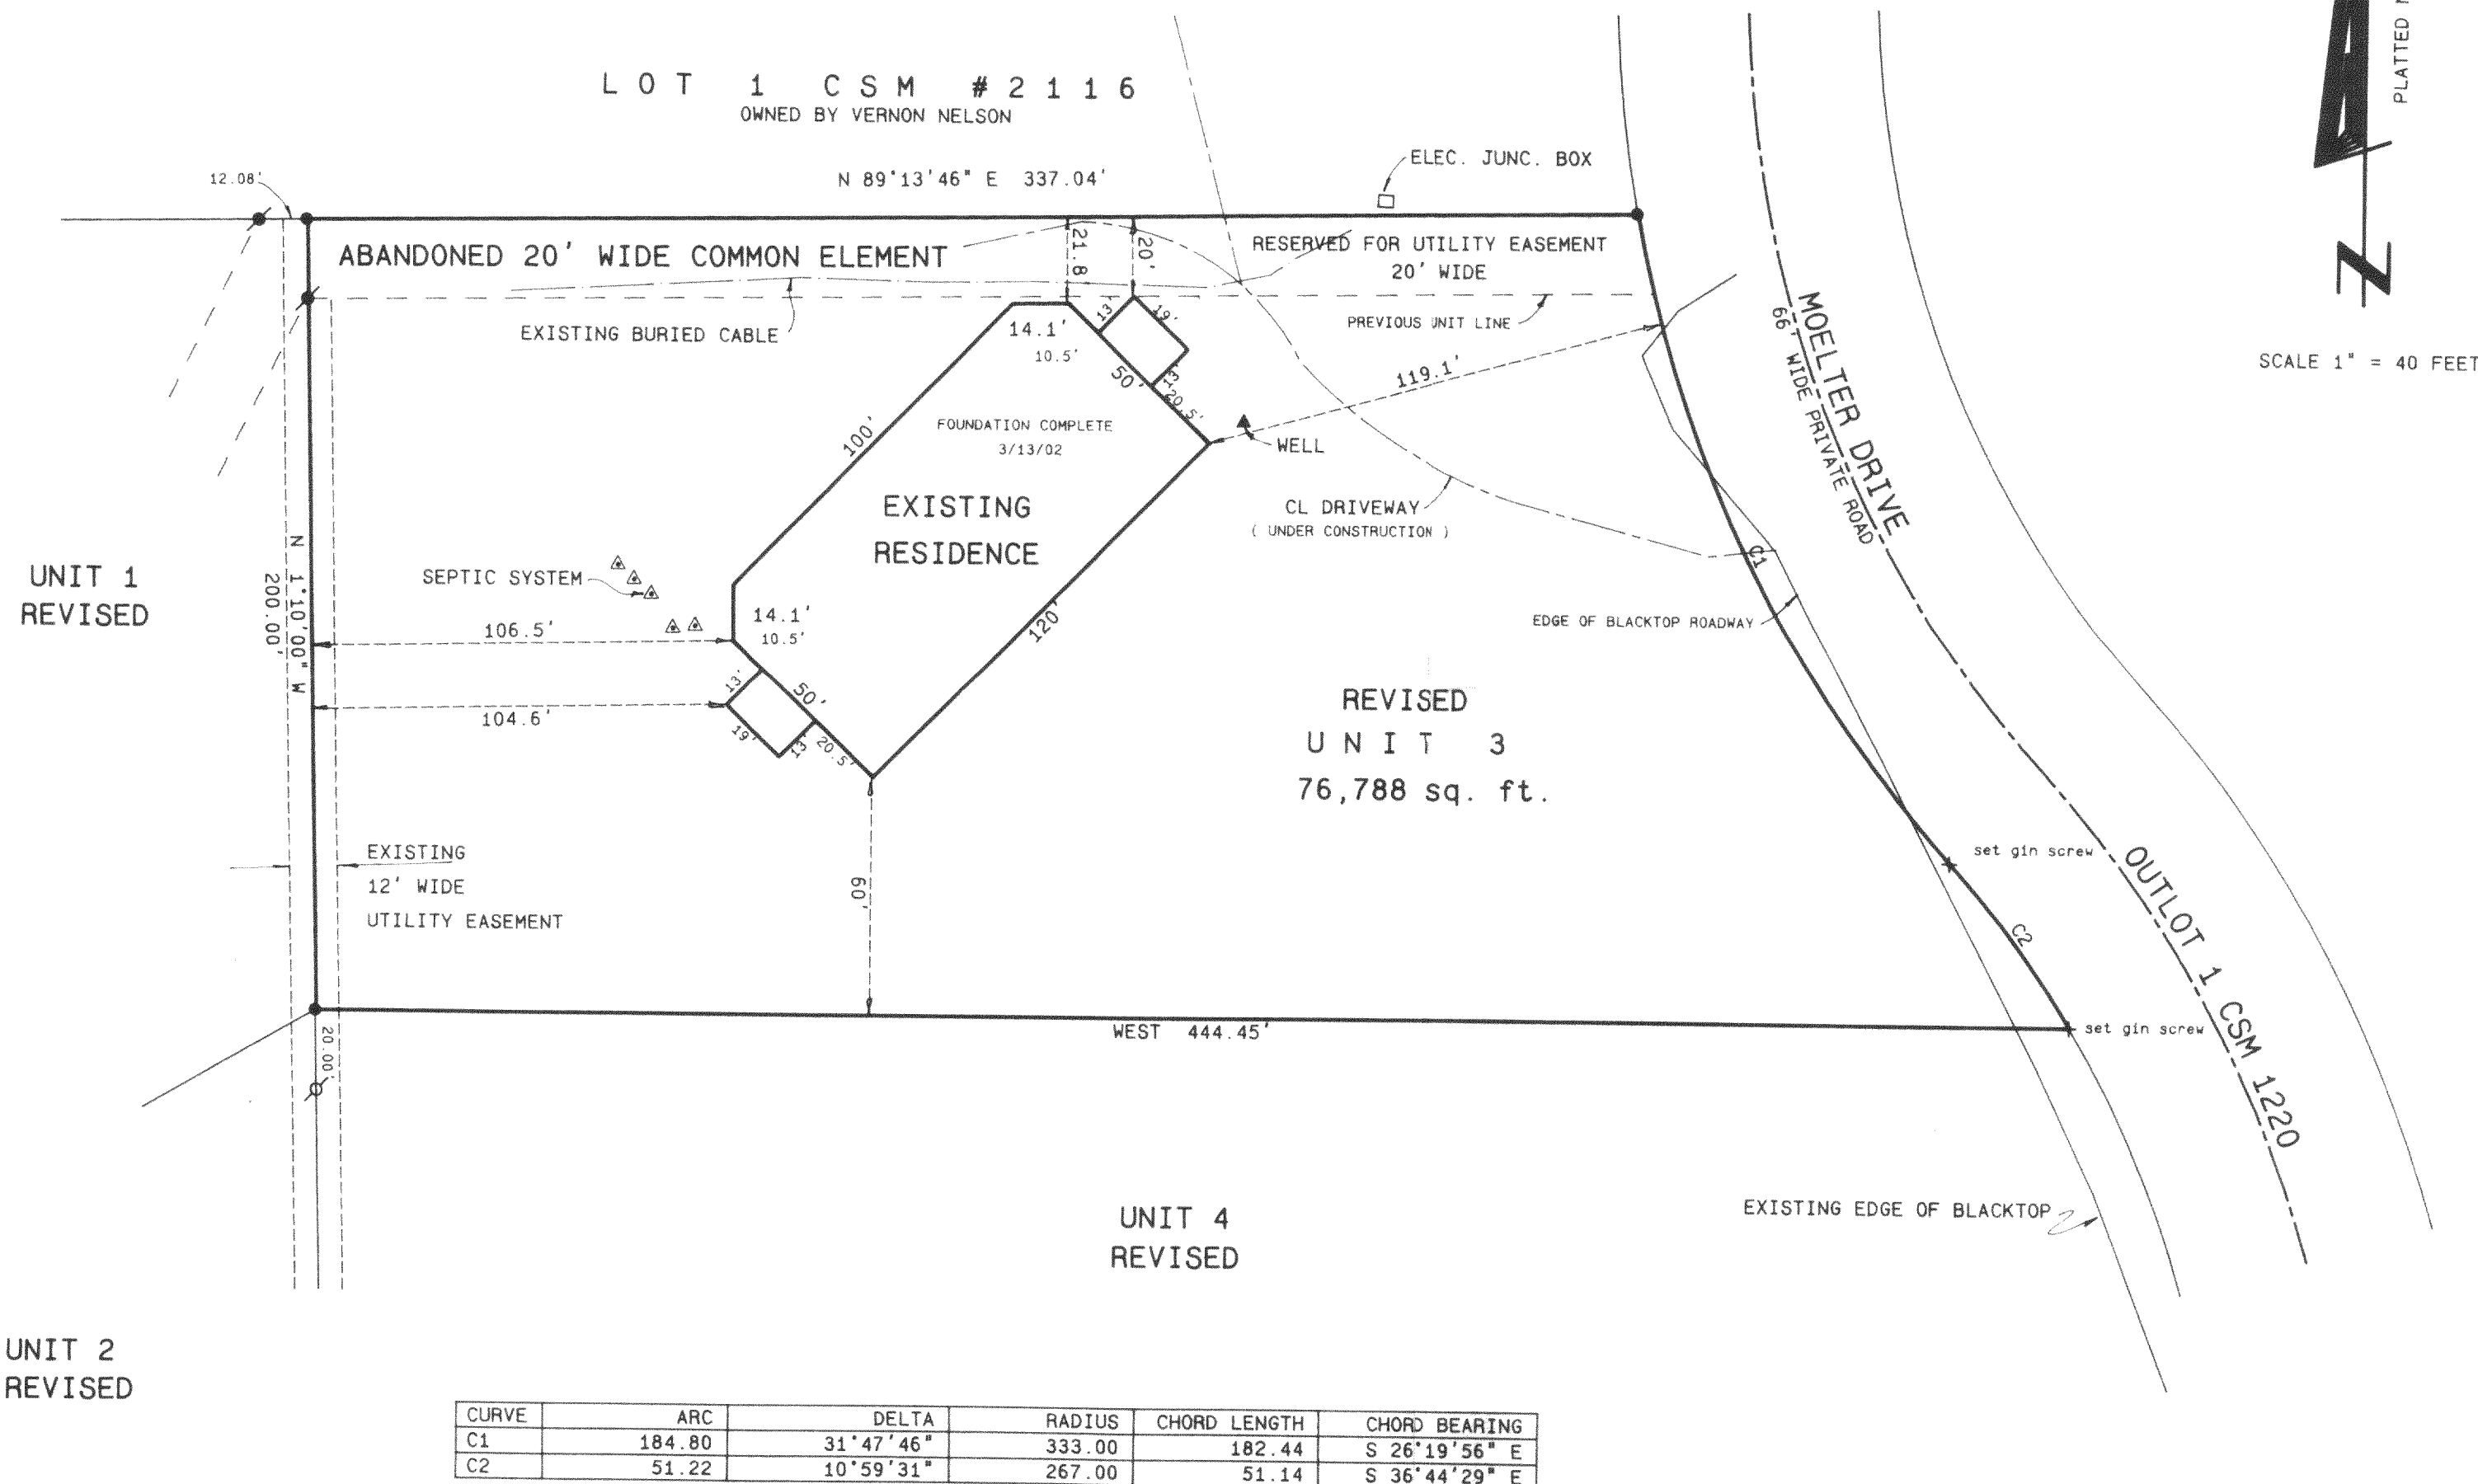 LOT 1 CSM #2116
OWNED BY VERNON NELSON
PLATTED
N 89°13'46" E 337.04'
12.08'
ELEC. JUNC. BOX
ABANDONED 20' WIDE COMMON ELEMENT
21.8'
20'
RESERVED FOR UTILITY EASEMENT
20' WIDE
EXISTING BURIED CABLE
PREVIOUS UNIT LINE
N
SCALE 1" = 40 FEET
MOELTER DRIVE
66' WIDE PRIVATE ROAD
14.1'
10.5'
13'
19'
13'
50'
20.5'
119.1'
100'
FOUNDATION COMPLETE
3/13/02
WELL
EXISTING
RESIDENCE
CL DRIVEWAY
( UNDER CONSTRUCTION )
C1
UNIT 1
REVISED
N 1°10'00" W
200.00'
SEPTIC SYSTEM
106.5'
14.1'
10.5'
120'
EDGE OF BLACKTOP ROADWAY
104.6'
13'
50'
19'
13'
20.5'
REVISED
UNIT 3
76,788 sq. ft.
60'
EXISTING
12' WIDE
UTILITY EASEMENT
set gin screw
C2
OUTLOT 1 CSM 1220
WEST 444.45'
set gin screw
20.00'
UNIT 4
REVISED
EXISTING EDGE OF BLACKTOP
UNIT 2
REVISED
CURVE ARC DELTA RADIUS CHORD LENGTH CHORD BEARING
C1 184.80 31°47'46" 333.00 182.44 S 26°19'56" E
C2 51.22 10°59'31" 267.00 51.14 S 36°44'29" E